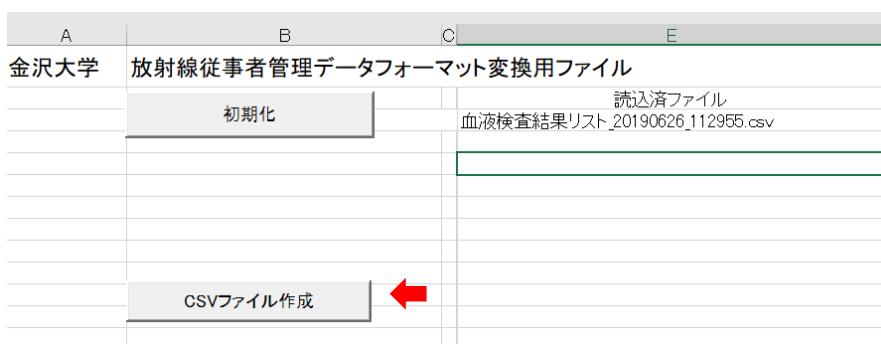 A B C E
金沢大学 放射線従事者管理データフォーマット変換用ファイル
読込済ファイル
初期化
血液検査結果リスト_20190626_112955.csv
CSVファイル作成